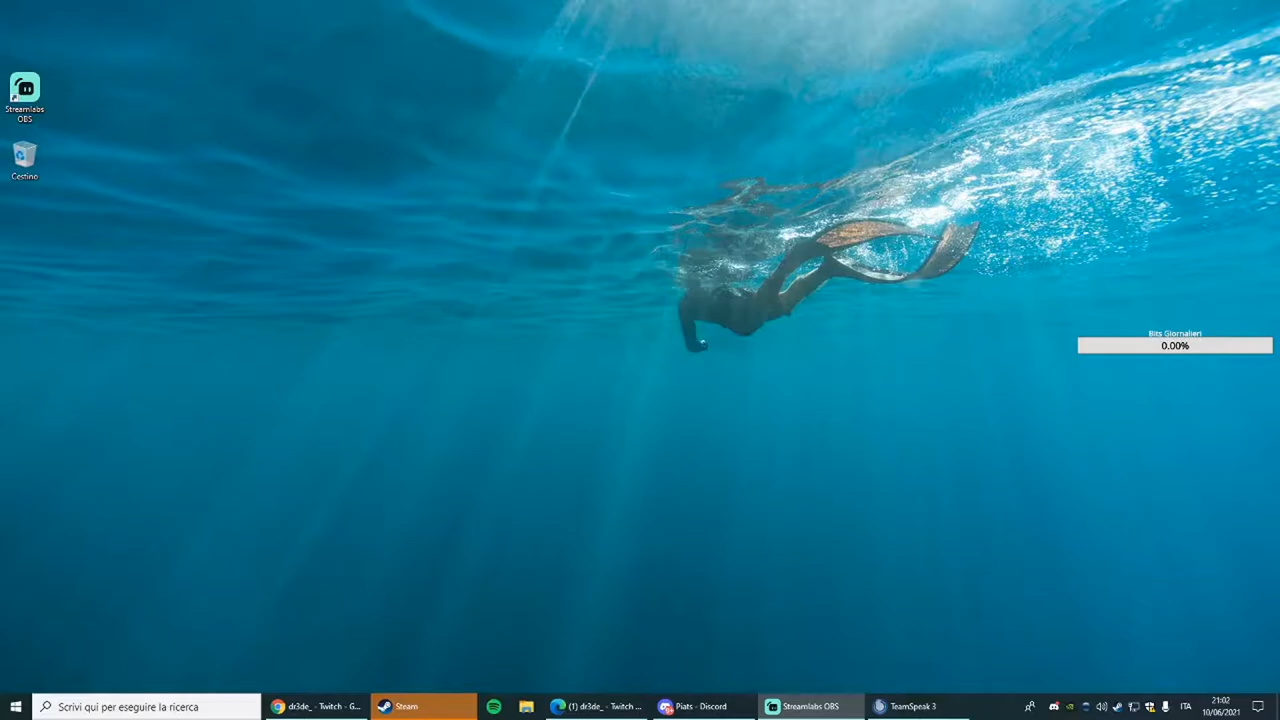 Streamlabs
OBS
Cestino
Bits Giornalieri
0.00%
Scrivi qui per eseguire la ricerca
dr3de_ - Twitch - G...
Steam
(1) dr3de_ - Twitch ...
Piats - Discord
Streamlabs OBS
TeamSpeak 3
ITA
21:02
10/06/2021